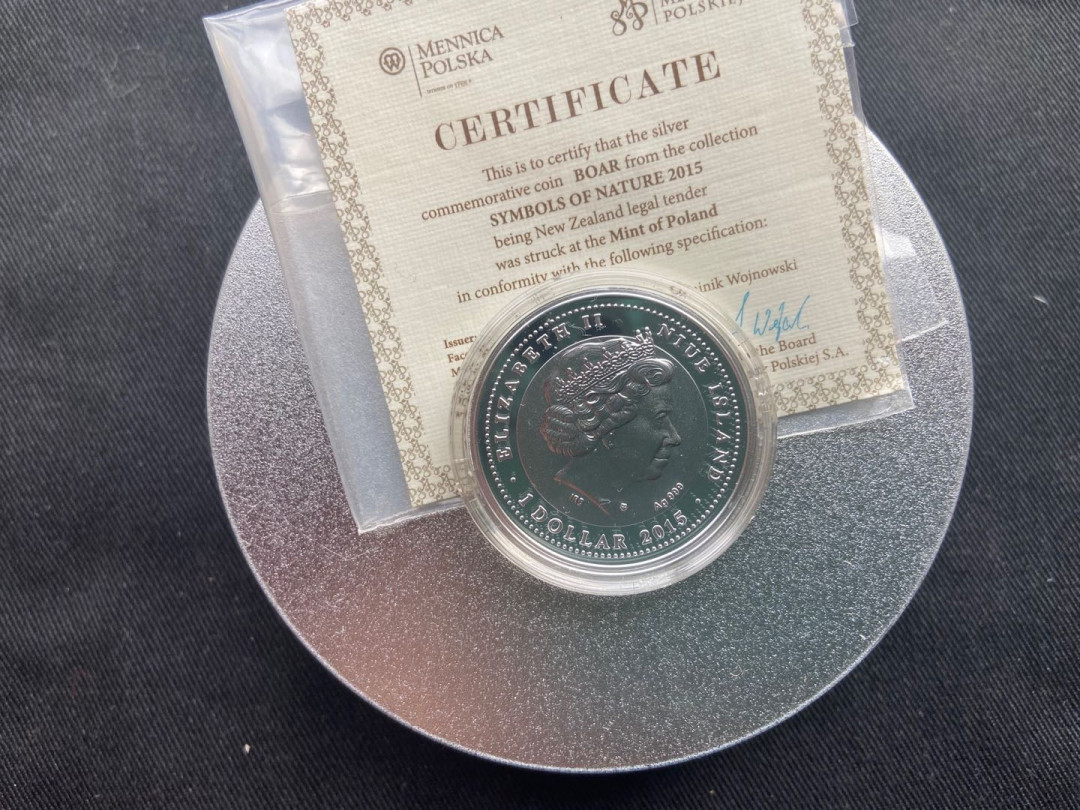 MENNICA
POLSKA
POLSKIEJ
CERTIFICATE
This is to certify that the silver
commemorative coin BOAR from the collection
SYMBOLS OF NATURE 2015
being New Zealand legal tender
was struck at the Mint of Poland
in conformity with the following specification:
Wojnowski
Issuer:
the Board
Polskiej S.A.
ELIZABETH II · NIUE ISLAND
Ag 999
· 1 DOLLAR 2015 ·